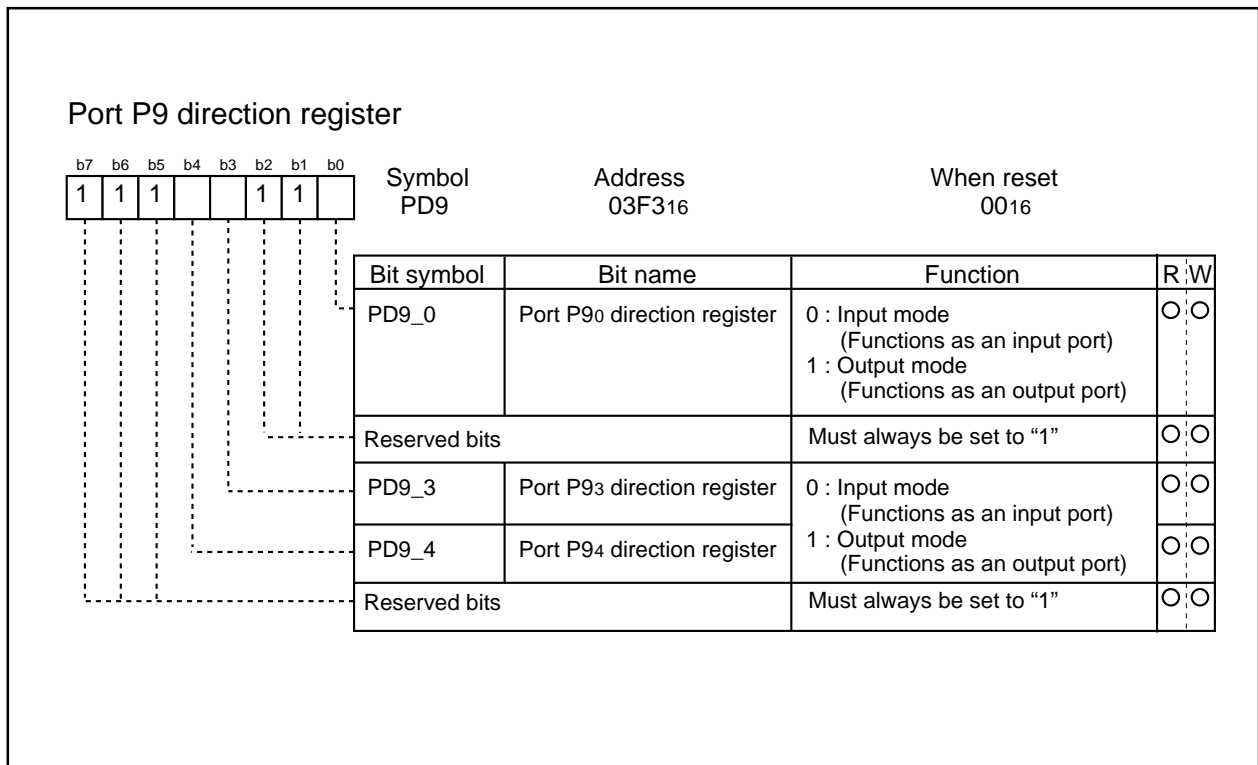 Port P9 direction register
b7 b6 b5 b4 b3 b2 b1 b0
1 1 1 1 1
Symbol Address When reset
PD9 03F316 0016
Bit symbol Bit name Function R W
PD9_0 Port P90 direction register 0 : Input mode
(Functions as an input port)
1 : Output mode
(Functions as an output port)
Reserved bits Must always be set to “1”
PD9_3 Port P93 direction register 0 : Input mode
(Functions as an input port)
PD9_4 Port P94 direction register 1 : Output mode
(Functions as an output port)
Reserved bits Must always be set to “1”